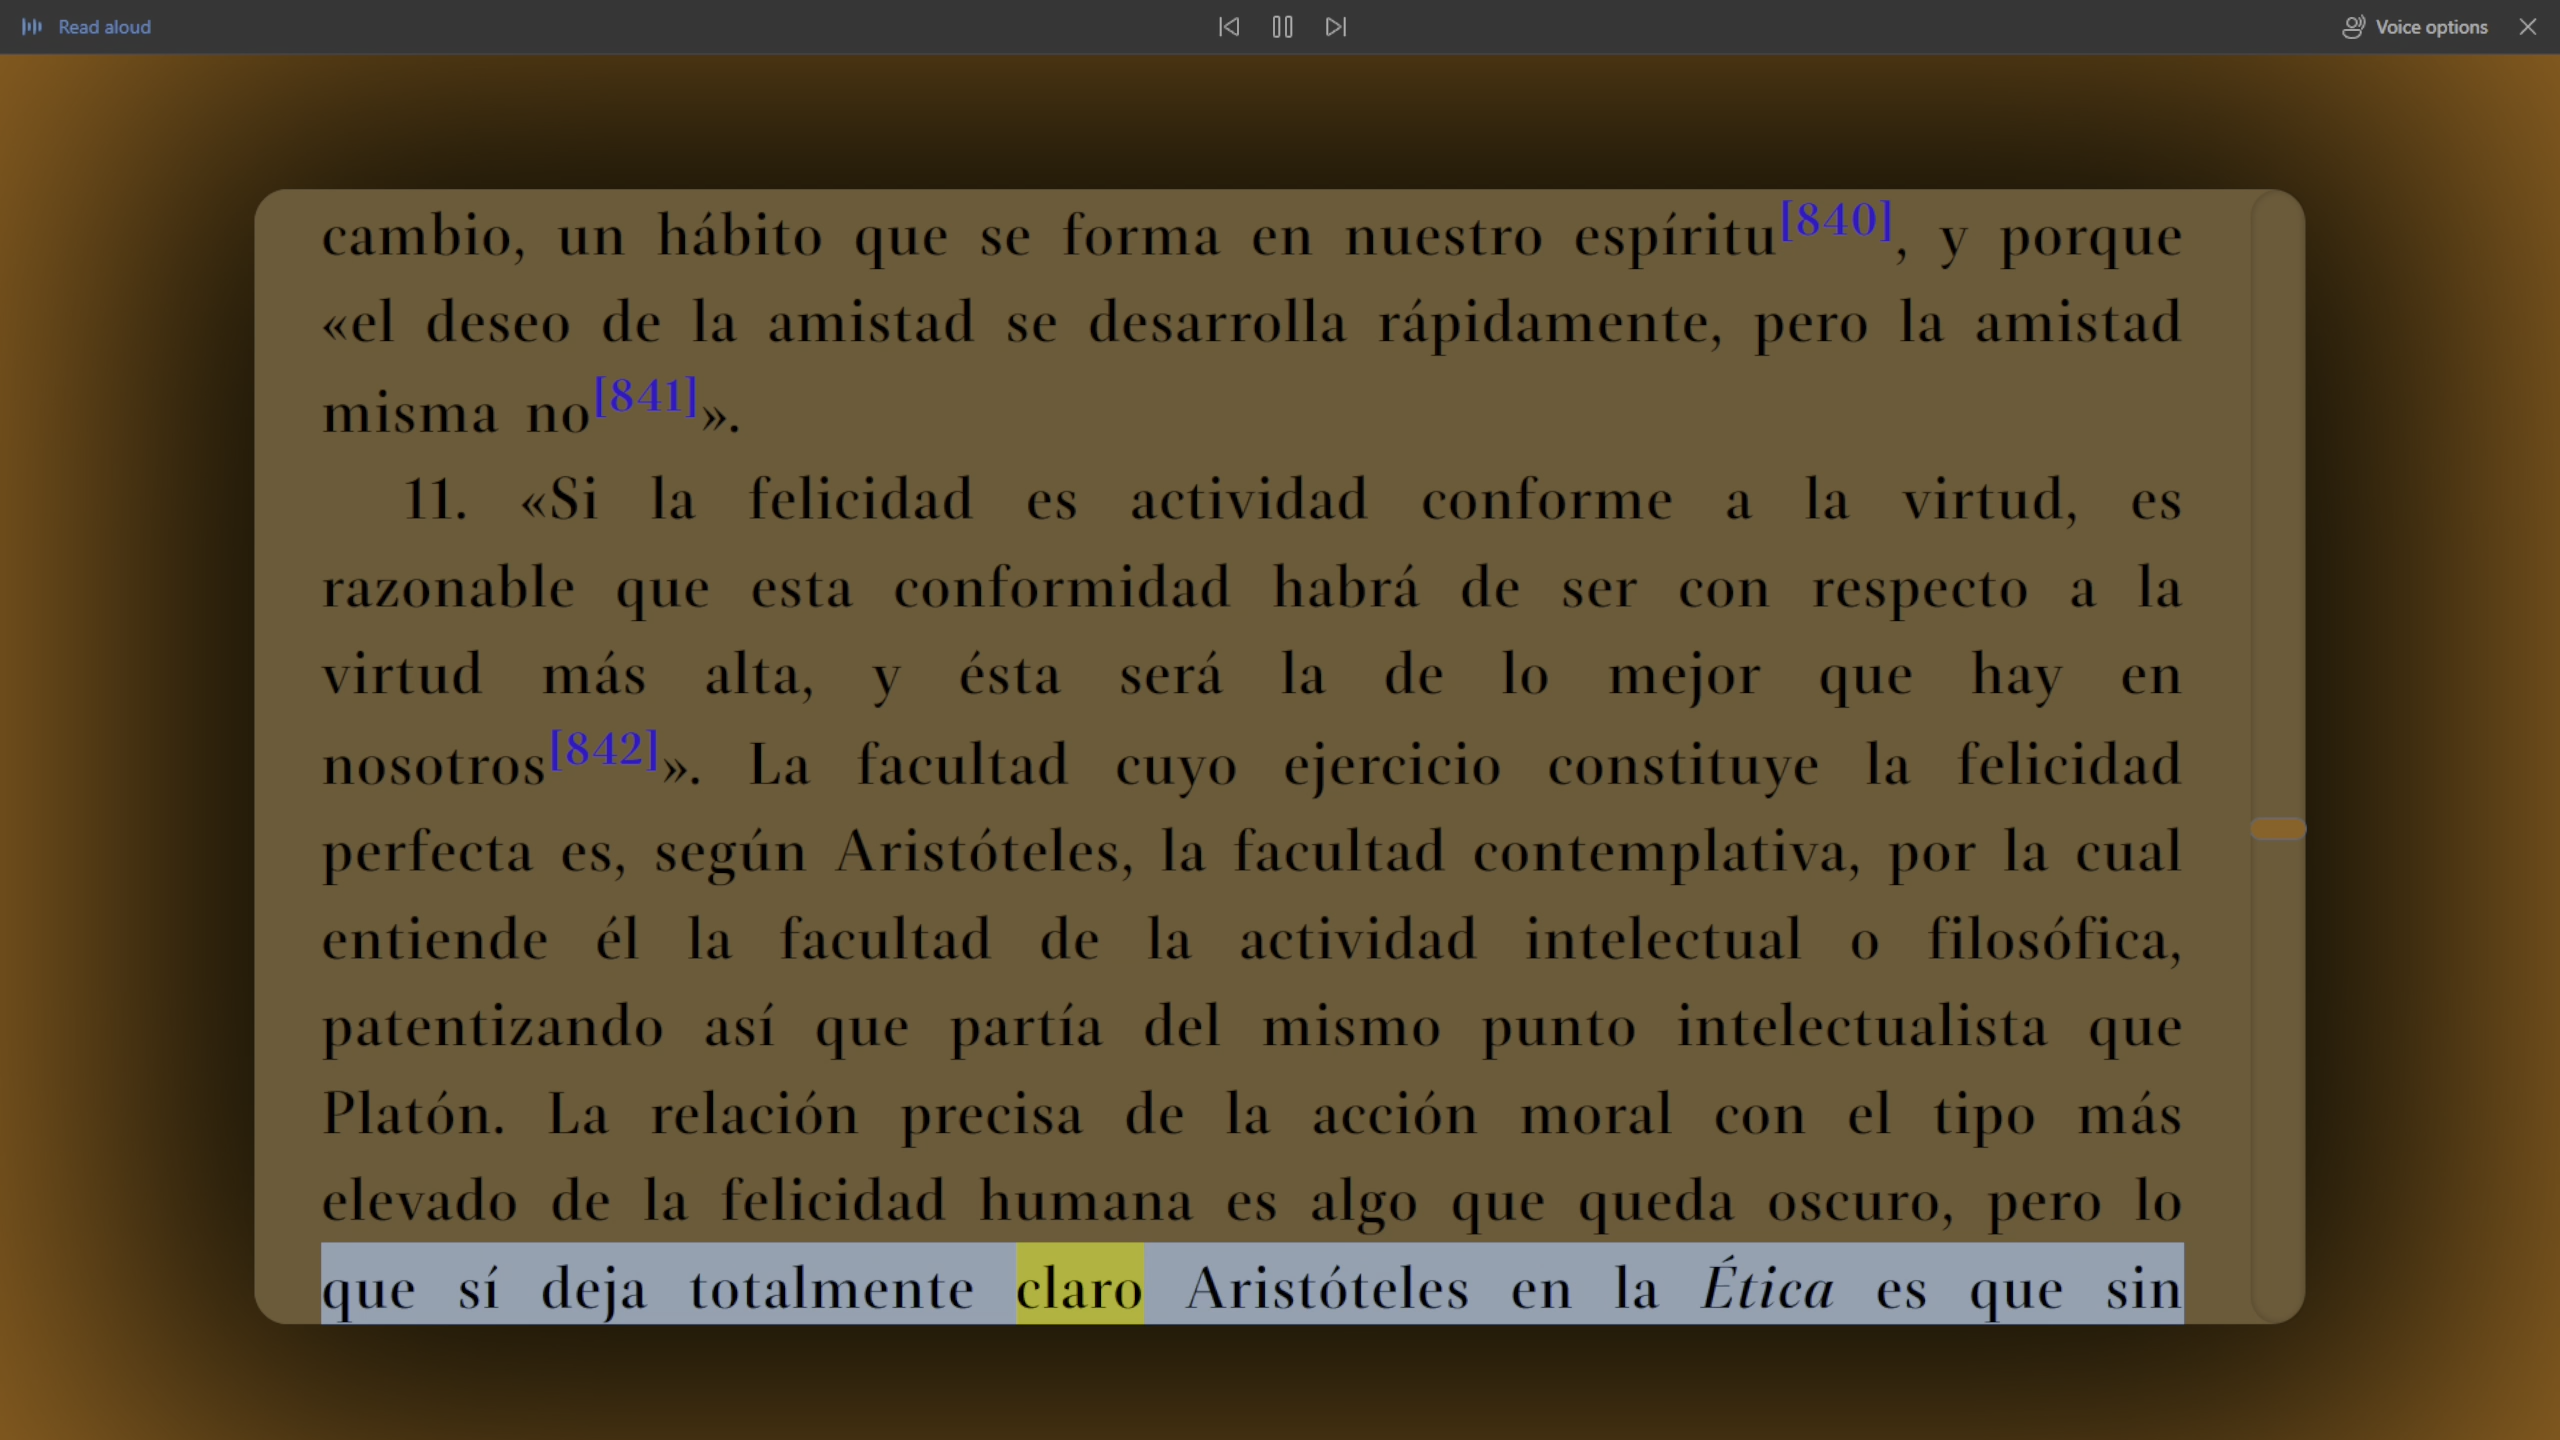 Read aloud
Voice options
cambio, un hábito que se forma en nuestro espíritu[840], y porque
«el deseo de la amistad se desarrolla rápidamente, pero la amistad
misma no[841]».
11. «Si la felicidad es actividad conforme a la virtud, es
razonable que esta conformidad habrá de ser con respecto a la
virtud más alta, y ésta será la de lo mejor que hay en
nosotros[842]». La facultad cuyo ejercicio constituye la felicidad
perfecta es, según Aristóteles, la facultad contemplativa, por la cual
entiende él la facultad de la actividad intelectual o filosófica,
patentizando así que partía del mismo punto intelectualista que
Platón. La relación precisa de la acción moral con el tipo más
elevado de la felicidad humana es algo que queda oscuro, pero lo
que sí deja totalmente claro Aristóteles en la Ética es que sin